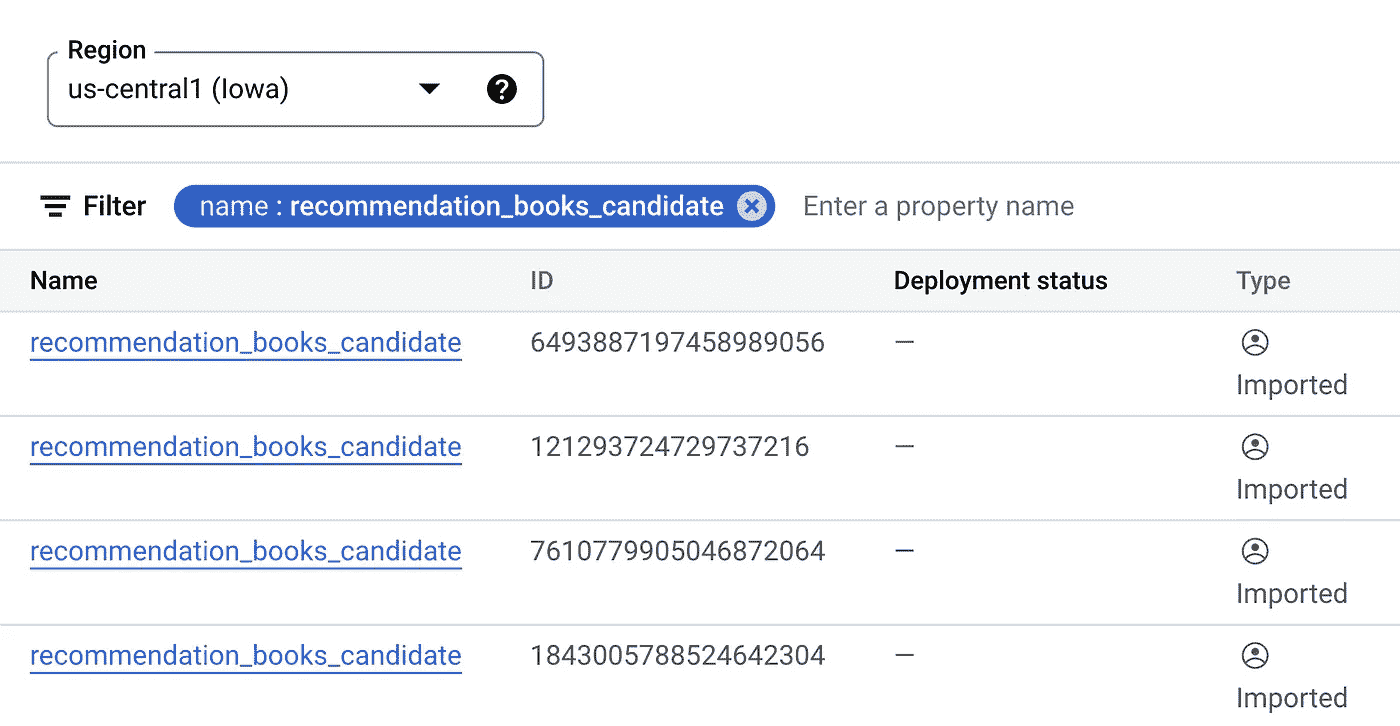 Region
us-central1 (Iowa)
Filter name : recommendation_books_candidate Enter a property name
Name ID Deployment status Type
recommendation_books_candidate 6493887197458989056 — Imported
recommendation_books_candidate 121293724729737216 — Imported
recommendation_books_candidate 7610779905046872064 — Imported
recommendation_books_candidate 1843005788524642304 — Imported